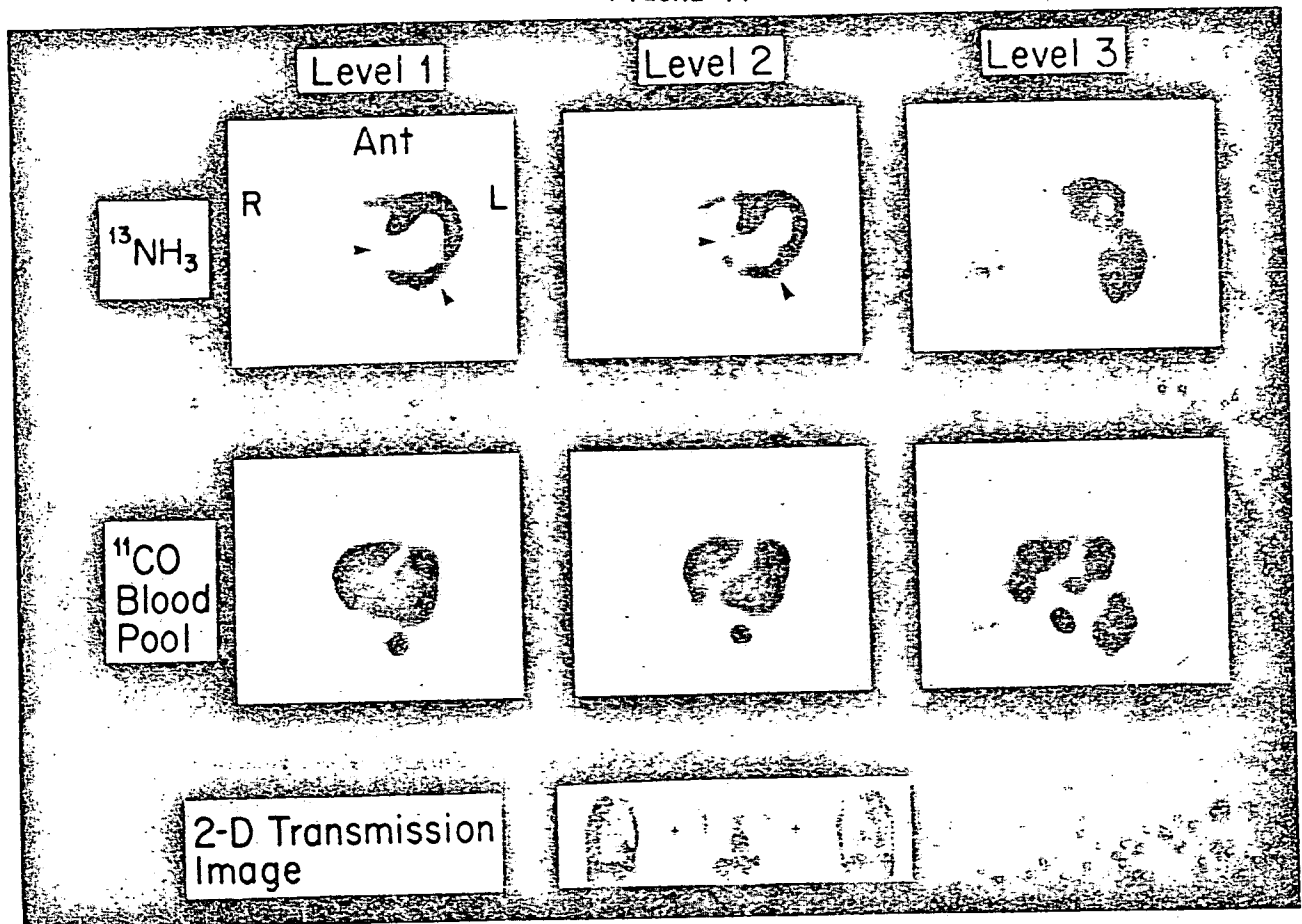 Level 1
Level 2
Level 3
Ant
R
L
¹³NH₃
¹¹CO
Blood
Pool
2-D Transmission
Image